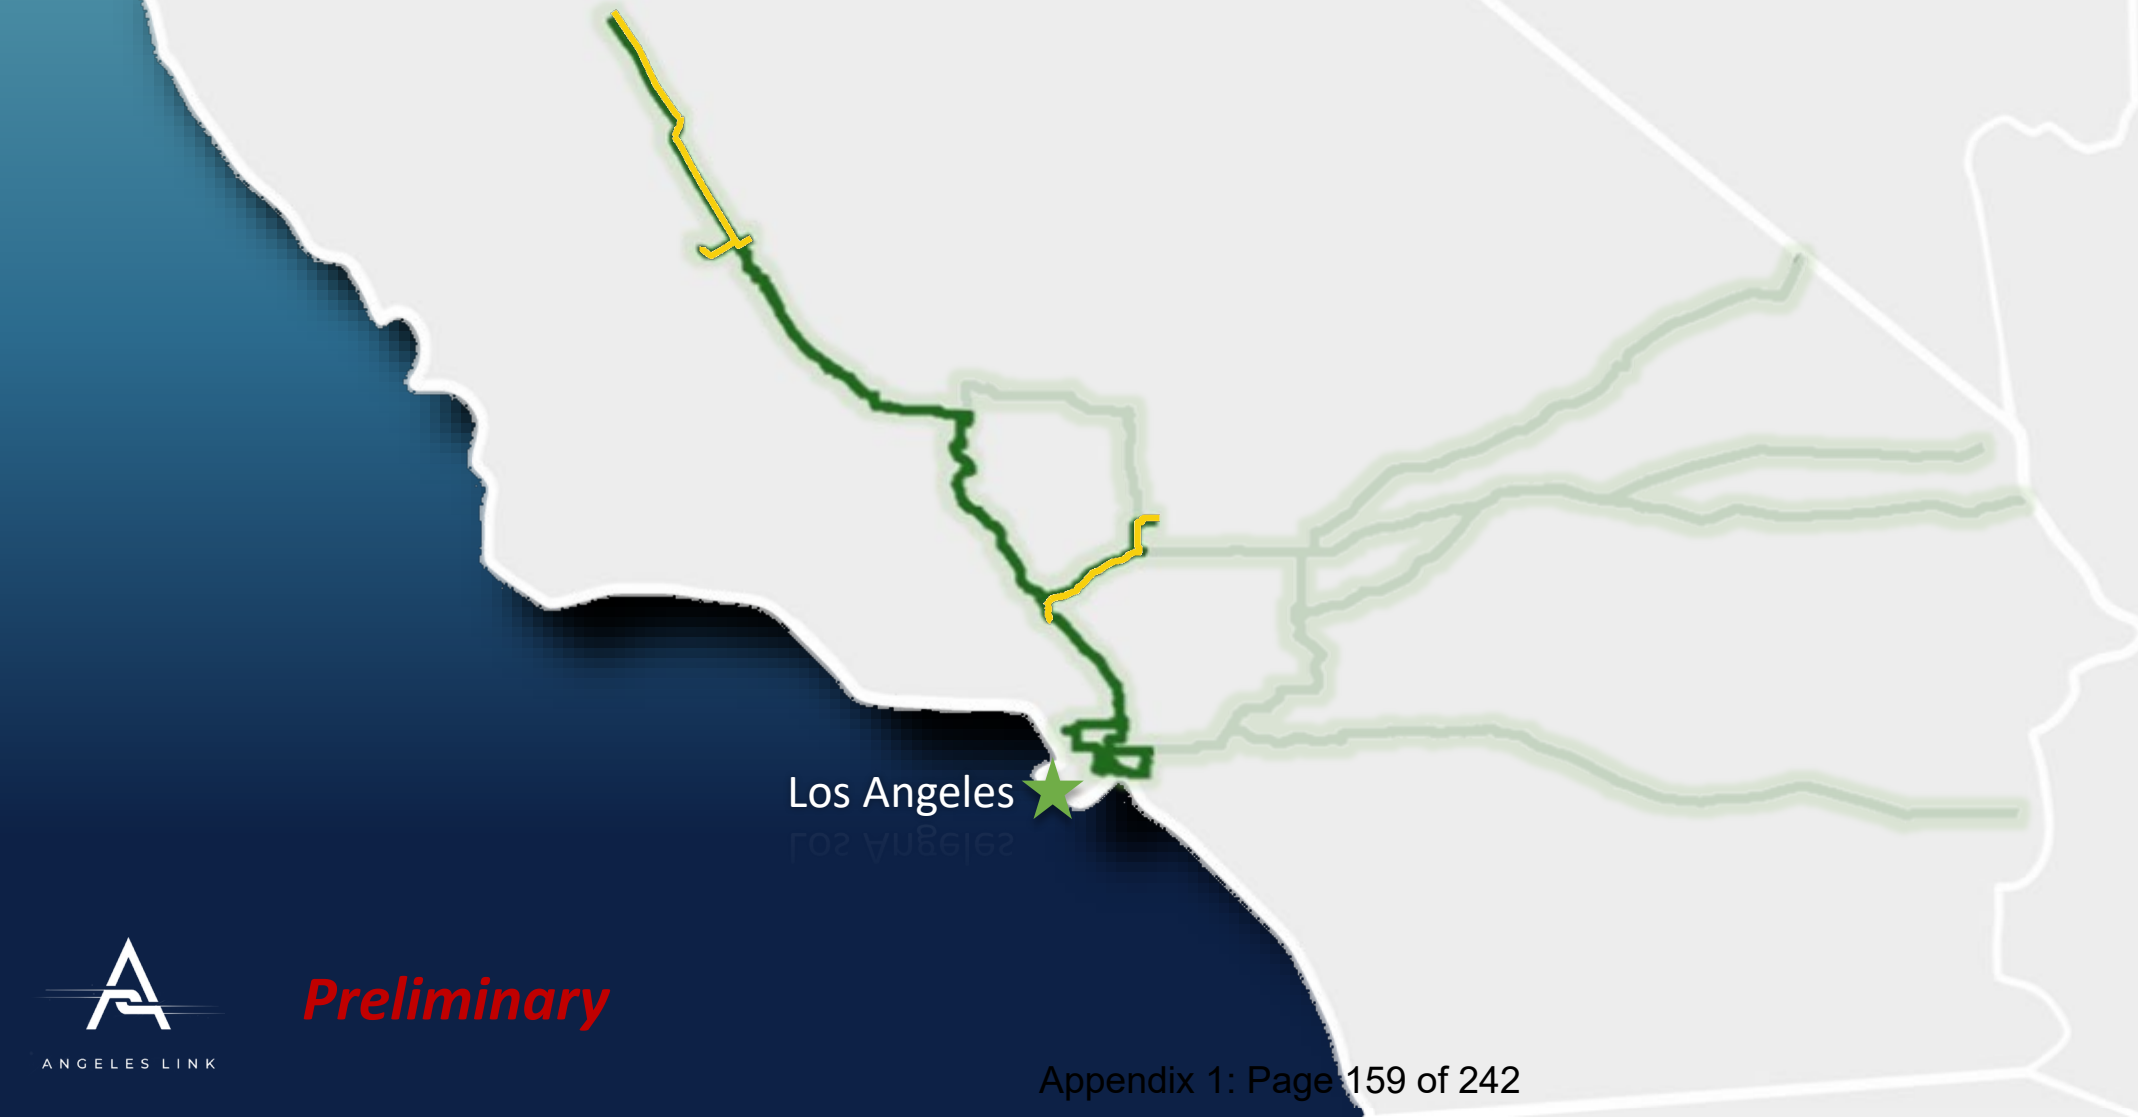 Los Angeles
Preliminary
ANGELES LINK
Appendix 1: Page 159 of 242